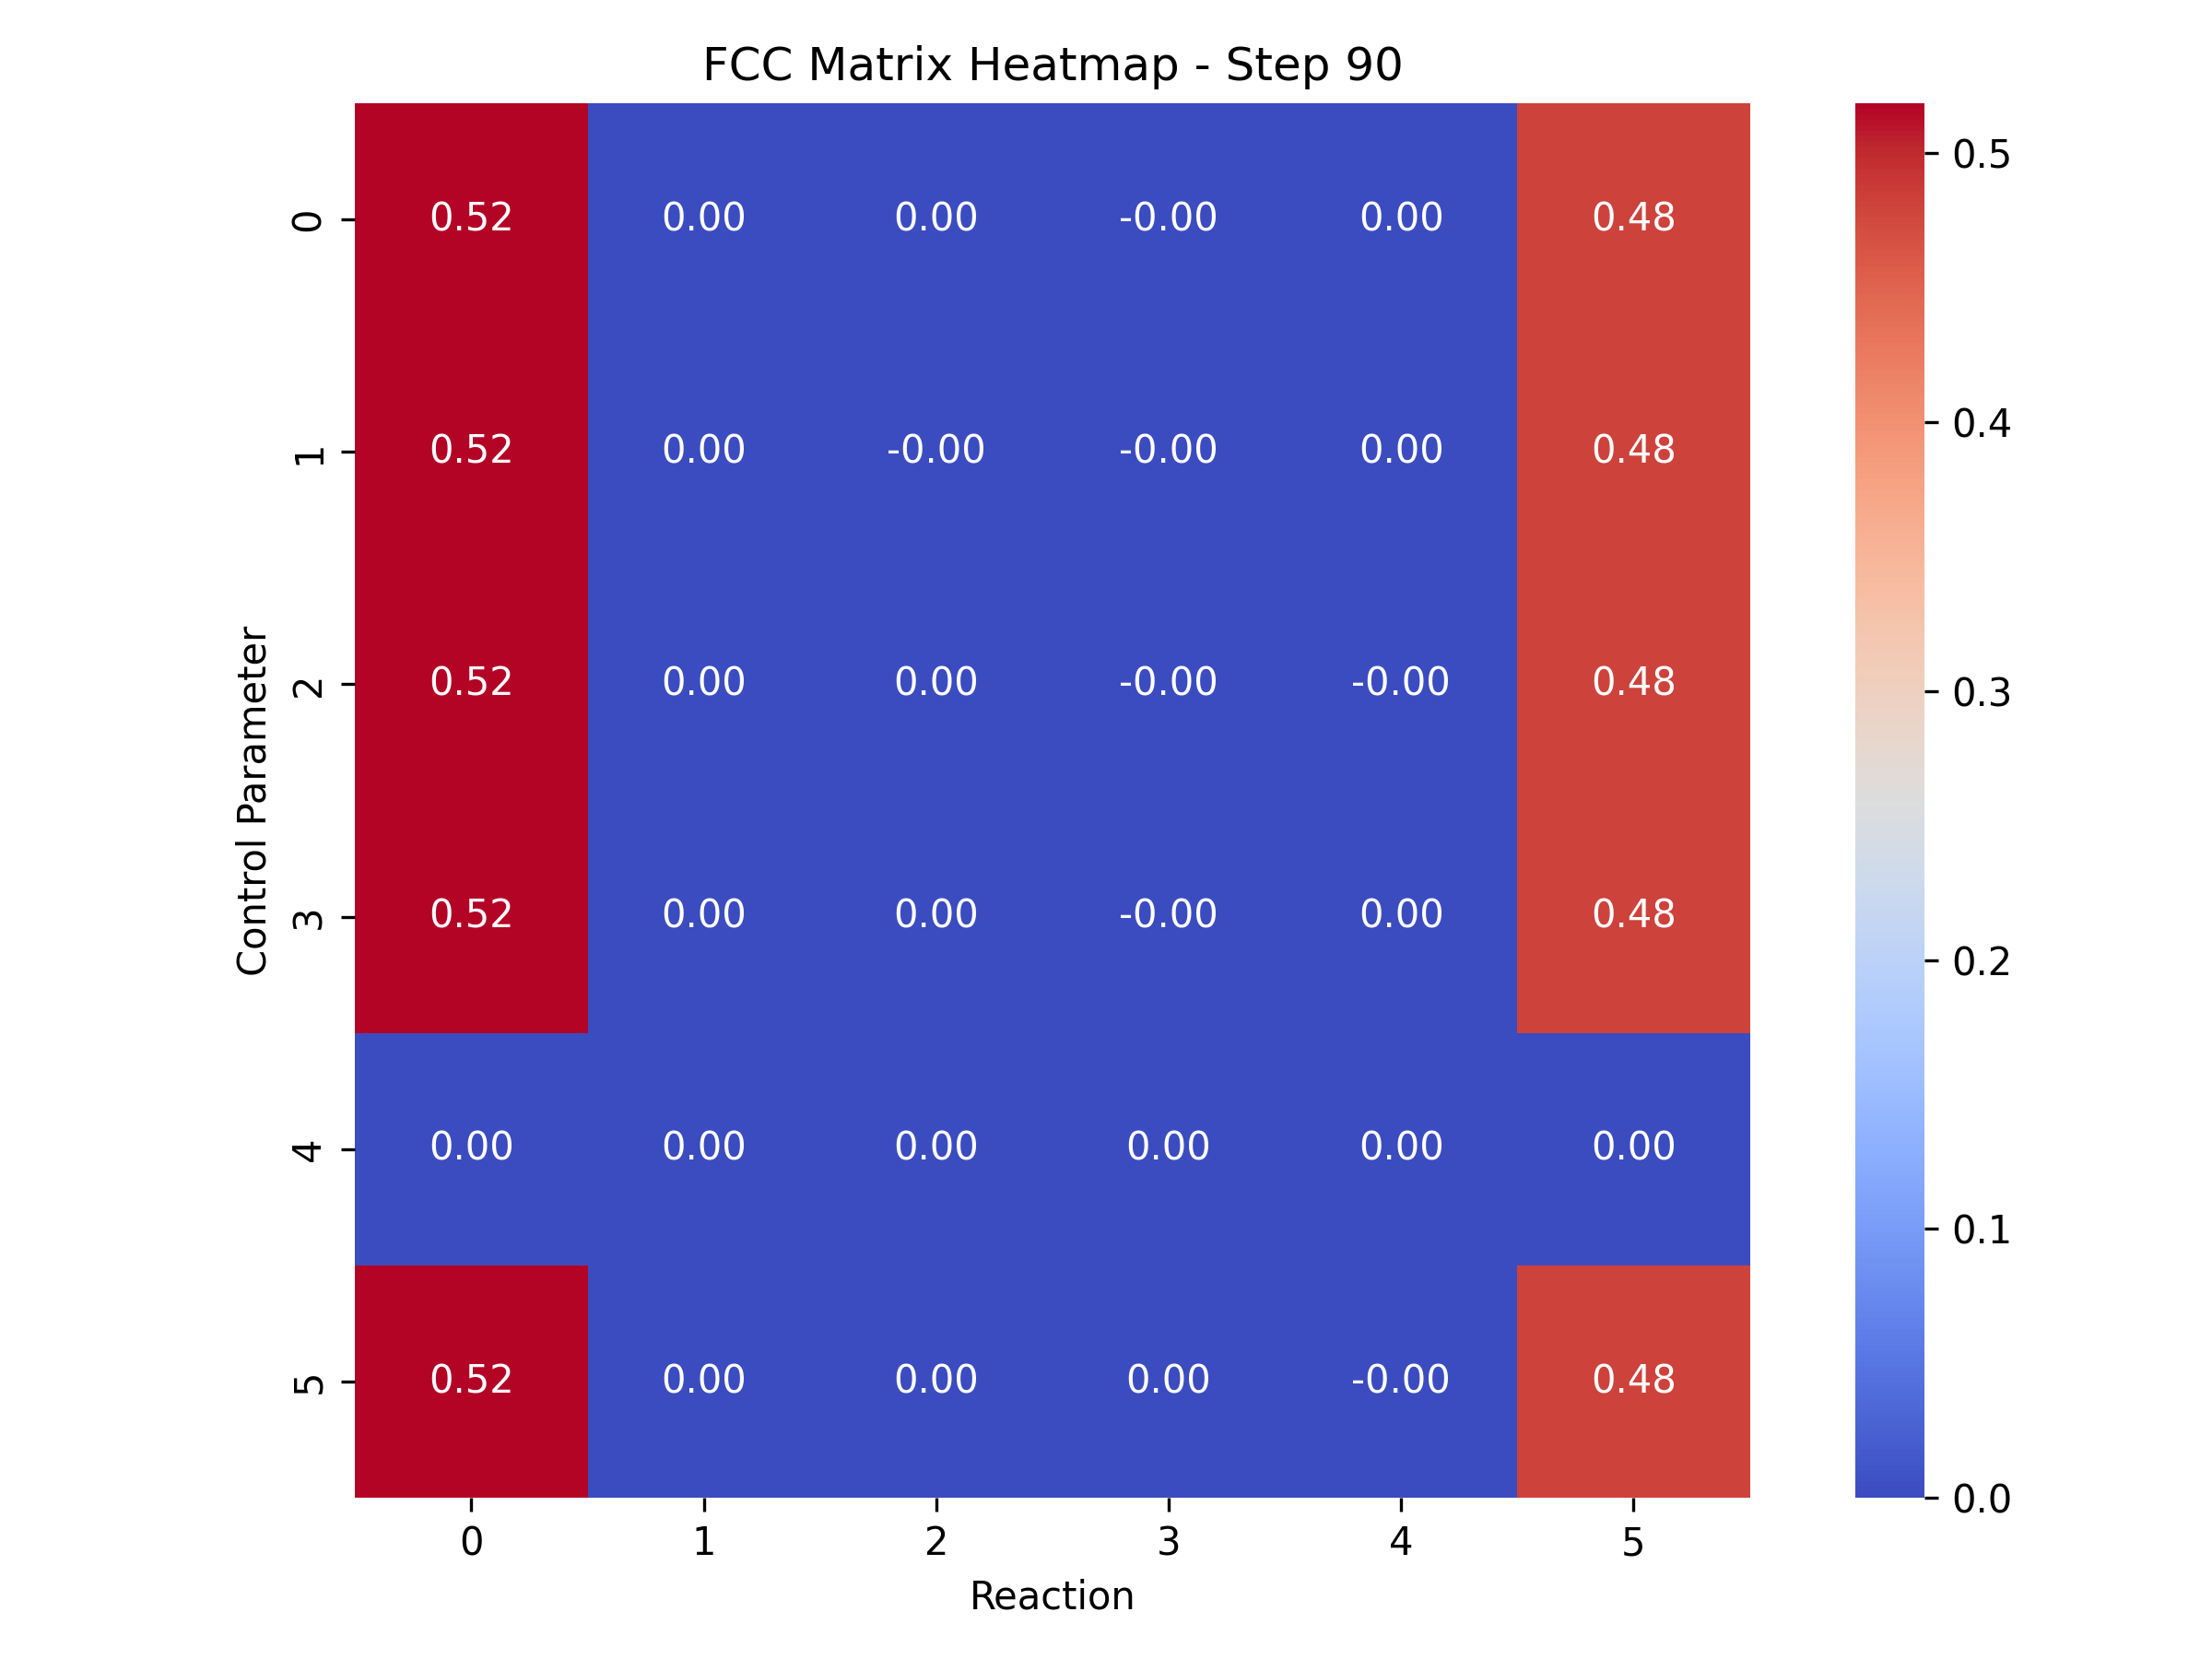 FCC Matrix Heatmap - Step 90
0 0.52 0.00 0.00 -0.00 0.00 0.48
1 0.52 0.00 -0.00 -0.00 0.00 0.48
2 0.52 0.00 0.00 -0.00 -0.00 0.48
3 0.52 0.00 0.00 -0.00 0.00 0.48
4 0.00 0.00 0.00 0.00 0.00 0.00
5 0.52 0.00 0.00 0.00 -0.00 0.48
0 1 2 3 4 5
Reaction
Control Parameter
0.5
0.4
0.3
0.2
0.1
0.0